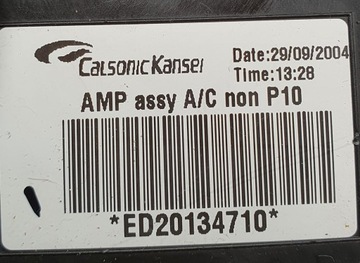 CalsonicKansei
Date:29/09/2004
Time:13:28
AMP assy A/C non P10
*ED20134710*